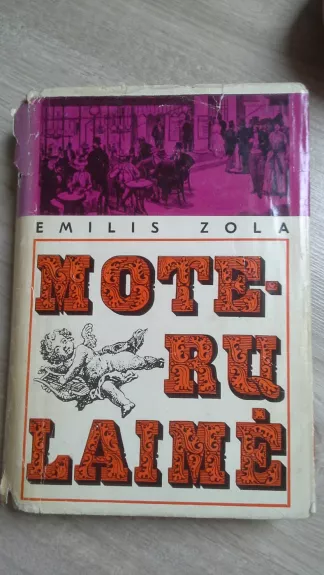 EMILIS ZOLA
MOTE-
RŲ
LAIMĖ